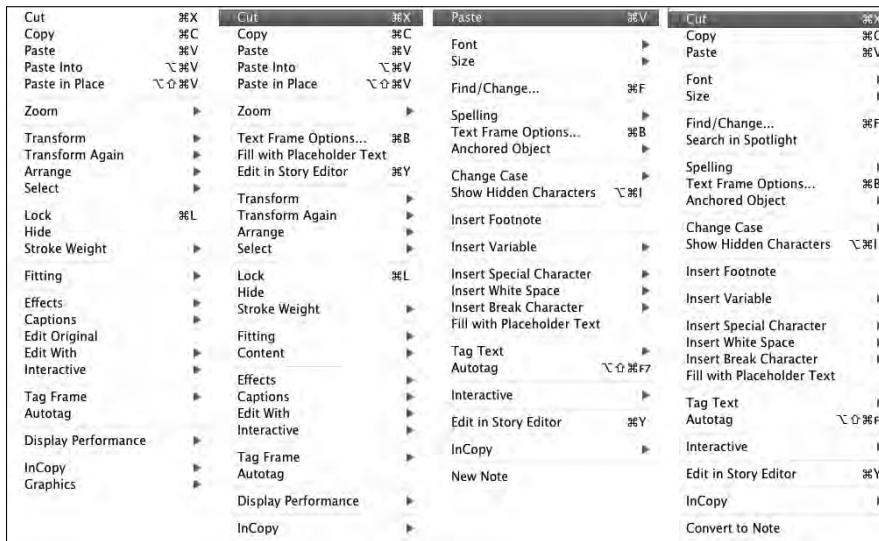 Cut ⌘X
Copy ⌘C
Paste ⌘V
Paste Into ⌥⌘V
Paste in Place ⌥⇧⌘V
Zoom
Transform
Transform Again
Arrange
Select
Lock ⌘L
Hide
Stroke Weight
Fitting
Effects
Captions
Edit Original
Edit With
Interactive
Tag Frame
Autotag
Display Performance
InCopy
Graphics
Cut ⌘X
Copy ⌘C
Paste ⌘V
Paste Into ⌥⌘V
Paste in Place ⌥⇧⌘V
Zoom
Text Frame Options... ⌘B
Fill with Placeholder Text
Edit in Story Editor ⌘Y
Transform
Transform Again
Arrange
Select
Lock ⌘L
Hide
Stroke Weight
Fitting
Content
Effects
Captions
Edit With
Interactive
Tag Frame
Autotag
Display Performance
InCopy
Paste ⌘V
Font
Size
Find/Change... ⌘F
Spelling
Text Frame Options... ⌘B
Anchored Object
Change Case
Show Hidden Characters ⌥⌘I
Insert Footnote
Insert Variable
Insert Special Character
Insert White Space
Insert Break Character
Fill with Placeholder Text
Tag Text
Autotag ⌥⇧⌘F7
Interactive
Edit in Story Editor ⌘Y
InCopy
New Note
Cut ⌘X
Copy ⌘C
Paste ⌘V
Font
Size
Find/Change... ⌘F
Search in Spotlight
Spelling
Text Frame Options... ⌘B
Anchored Object
Change Case
Show Hidden Characters ⌥⌘I
Insert Footnote
Insert Variable
Insert Special Character
Insert White Space
Insert Break Character
Fill with Placeholder Text
Tag Text
Autotag ⌥⇧⌘F
Interactive
Edit in Story Editor ⌘Y
InCopy
Convert to Note